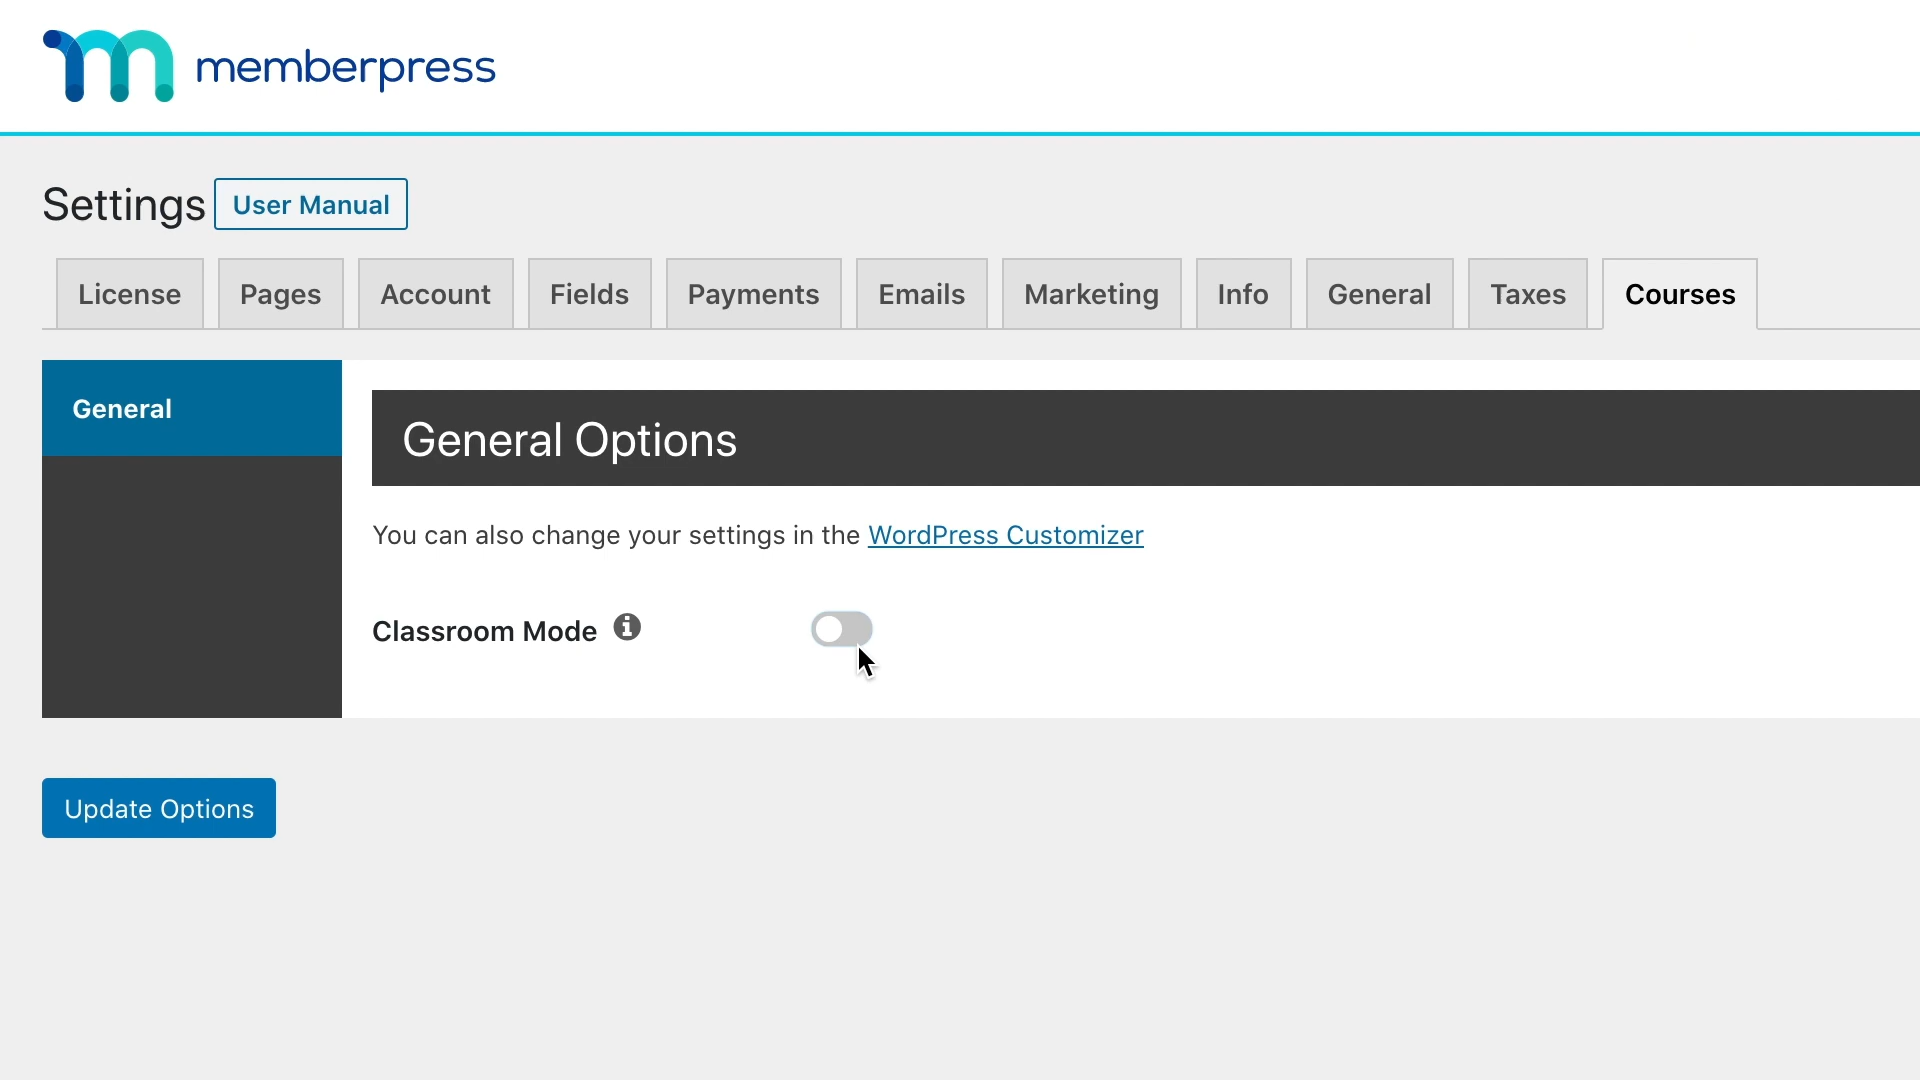 memberpress
Settings User Manual
License Pages Account Fields Payments Emails Marketing Info General Taxes Courses
General
General Options
You can also change your settings in the WordPress Customizer
Classroom Mode
Update Options